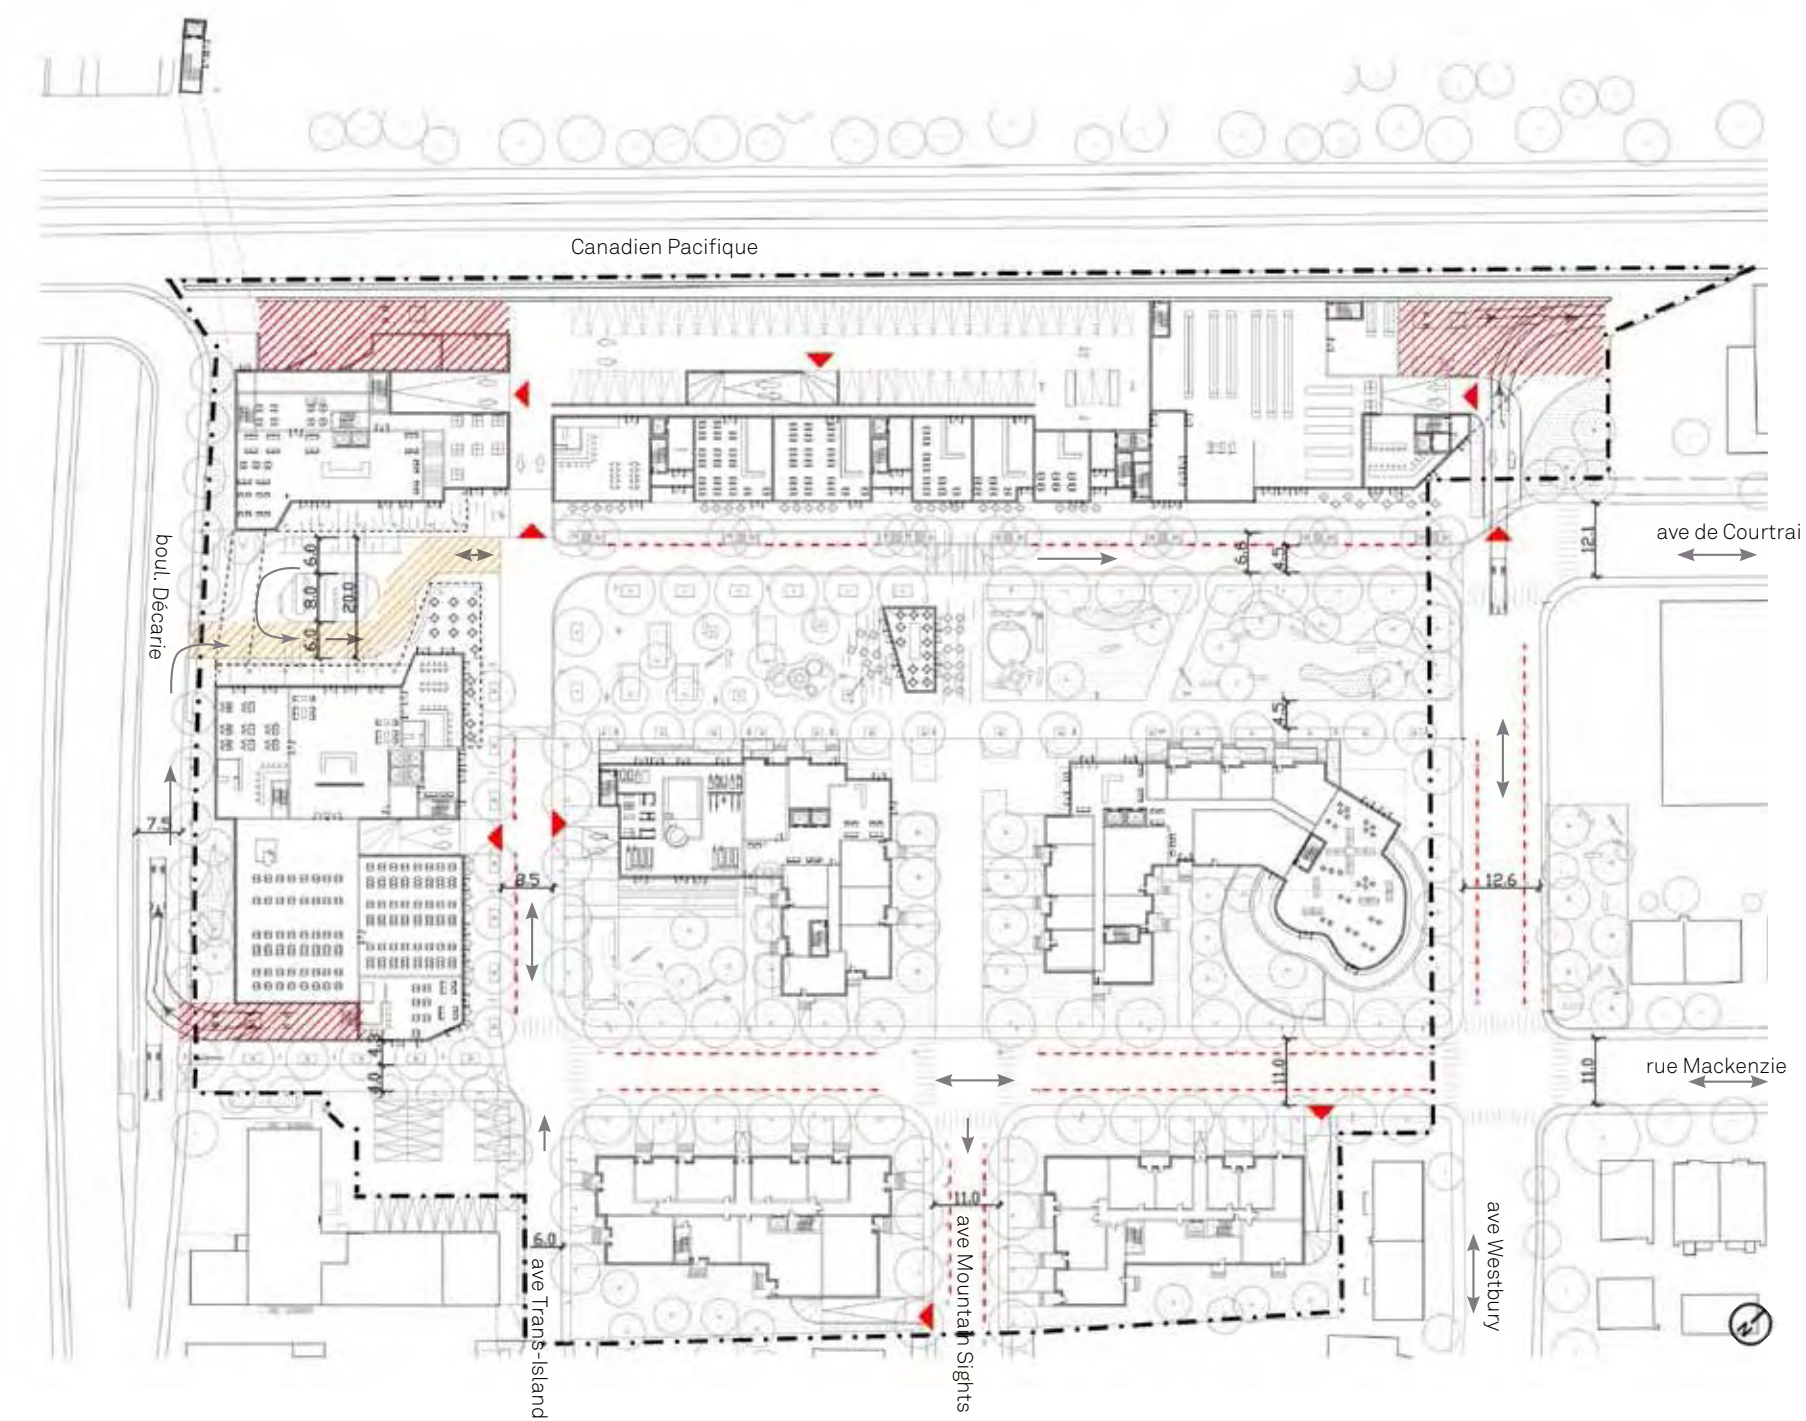 Canadien Pacifique
boul. Décarie
ave de Courtrai
12.1
6.6
4.5
6.0
8.0
20.0
6.0
4.5
7.5
8.5
12.6
4.3
4.0
11.0
11.0
rue Mackenzie
11.0
6.0
ave Trans-Island
ave Mountain Sights
ave Westbury
N